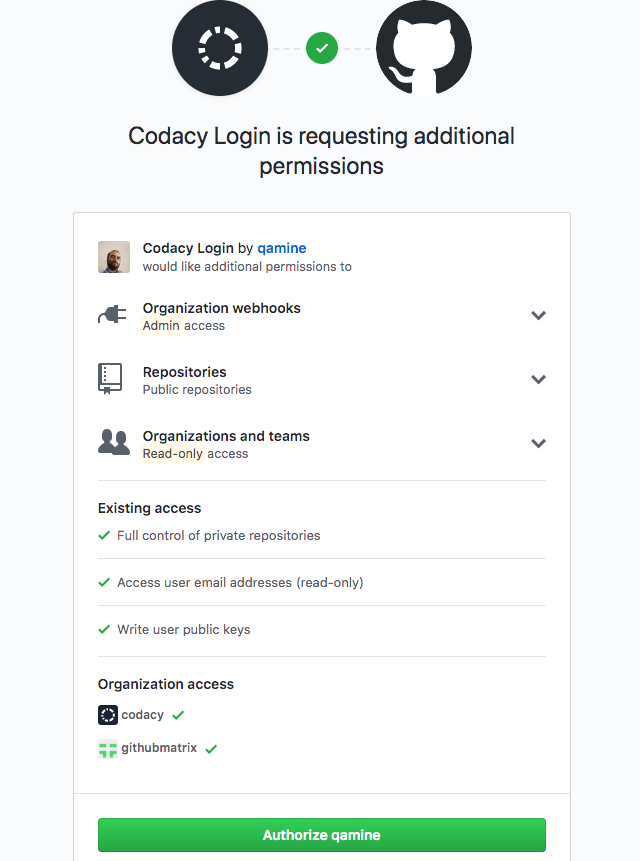 Codacy Login is requesting additional
permissions
Codacy Login by qamine
would like additional permissions to
Organization webhooks
Admin access
Repositories
Public repositories
Organizations and teams
Read-only access
Existing access
Full control of private repositories
Access user email addresses (read-only)
Write user public keys
Organization access
codacy
githubmatrix
Authorize qamine